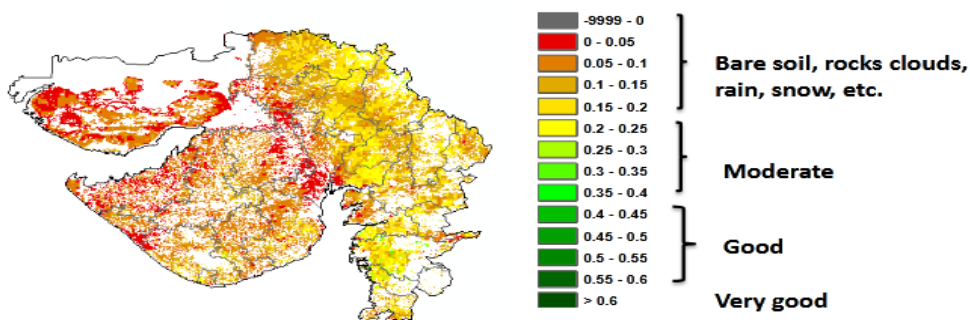 -9999 - 0
0 - 0.05
0.05 - 0.1
0.1 - 0.15
0.15 - 0.2
0.2 - 0.25
0.25 - 0.3
0.3 - 0.35
0.35 - 0.4
0.4 - 0.45
0.45 - 0.5
0.5 - 0.55
0.55 - 0.6
> 0.6
Bare soil, rocks clouds,
rain, snow, etc.
Moderate
Good
Very good